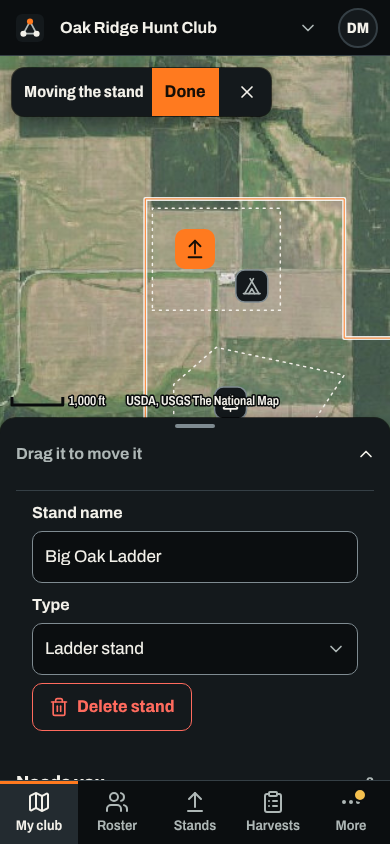 Oak Ridge Hunt Club
DM
Moving the stand
Done
1,000 ft
USDA, USGS The National Map
Drag it to move it
Stand name
Big Oak Ladder
Type
Ladder stand
Delete stand
My club
Roster
Stands
Harvests
More